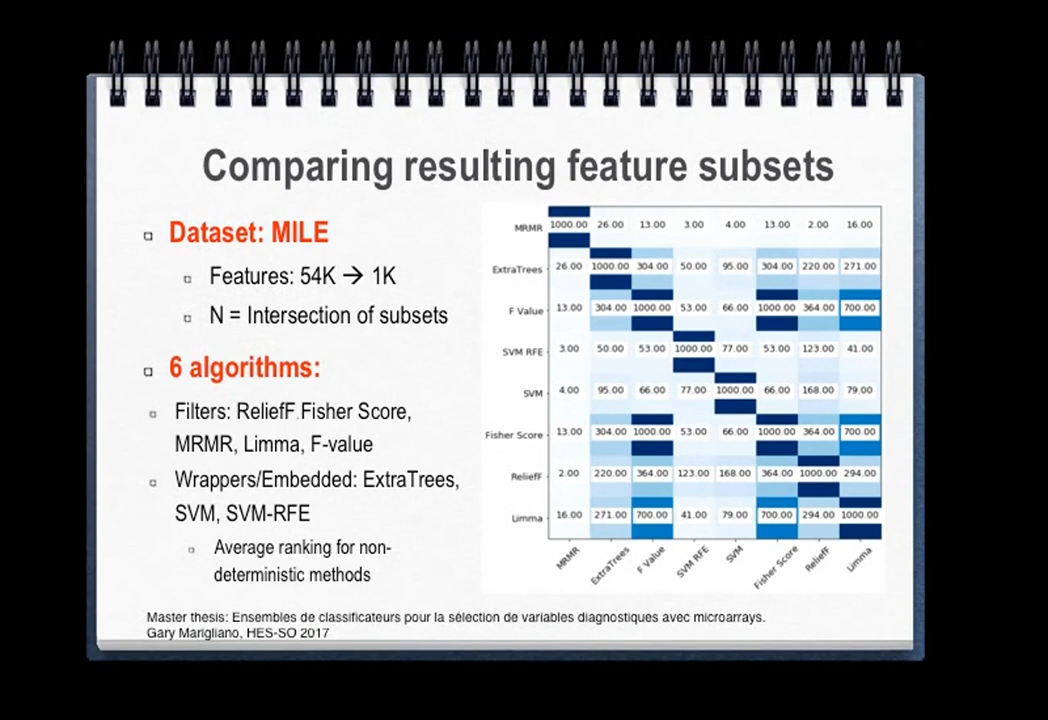 Comparing resulting feature subsets
Dataset: MILE
Features: 54K → 1K
N = Intersection of subsets
6 algorithms:
Filters: ReliefF Fisher Score,
MRMR, Limma, F-value
Wrappers/Embedded: ExtraTrees,
SVM, SVM-RFE
Average ranking for non-
deterministic methods
MRMR 1000.00 26.00 13.00 3.00 4.00 13.00 2.00 16.00
ExtraTrees 26.00 1000.00 304.00 50.00 95.00 304.00 220.00 271.00
F Value 13.00 304.00 1000.00 53.00 66.00 1000.00 364.00 700.00
SVM RFE 3.00 50.00 53.00 1000.00 77.00 53.00 123.00 41.00
SVM 4.00 95.00 66.00 77.00 1000.00 66.00 168.00 79.00
Fisher Score 13.00 304.00 1000.00 53.00 66.00 1000.00 364.00 700.00
ReliefF 2.00 220.00 364.00 123.00 168.00 364.00 1000.00 294.00
Limma 16.00 271.00 700.00 41.00 79.00 700.00 294.00 1000.00
MRMR ExtraTrees F Value SVM RFE SVM Fisher Score ReliefF Limma
Master thesis: Ensembles de classificateurs pour la sélection de variables diagnostiques avec microarrays.
Gary Marigliano, HES-SO 2017